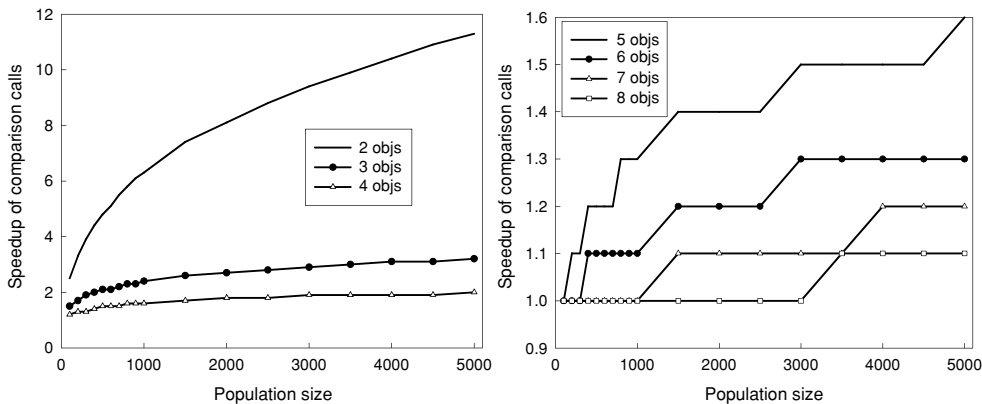 12
10
8
6
4
2
0
Speedup of comparison calls
2 objs
3 objs
4 objs
0 1000 2000 3000 4000 5000
Population size
1.6
1.5
1.4
1.3
1.2
1.1
1.0
0.9
Speedup of comparison calls
5 objs
6 objs
7 objs
8 objs
0 1000 2000 3000 4000 5000
Population size